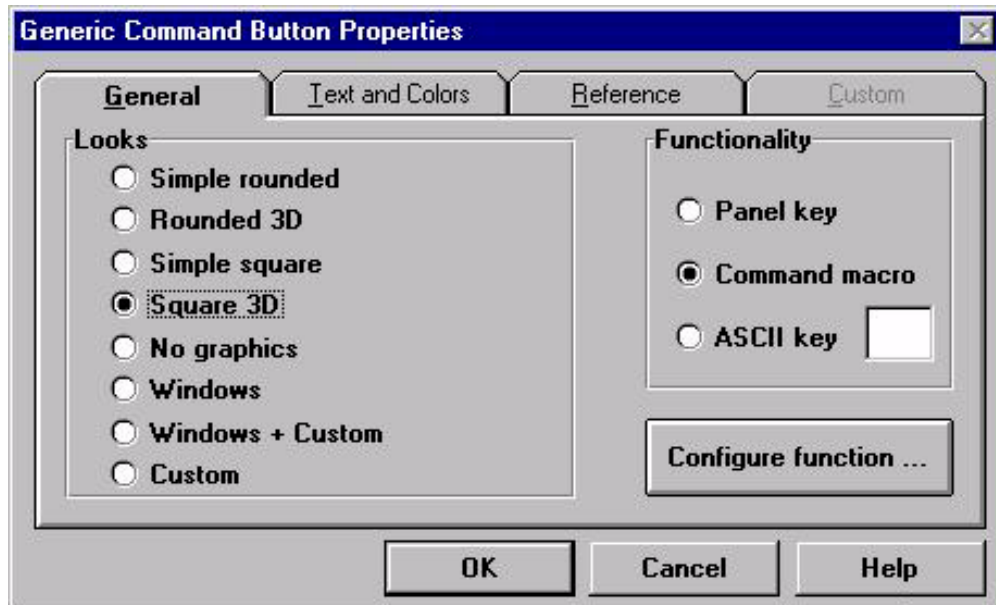 Generic Command Button Properties
General
Text and Colors
Reference
Custom
Looks
Simple rounded
Rounded 3D
Simple square
Square 3D
No graphics
Windows
Windows + Custom
Custom
Functionality
Panel key
Command macro
ASCII key
Configure function ...
OK
Cancel
Help